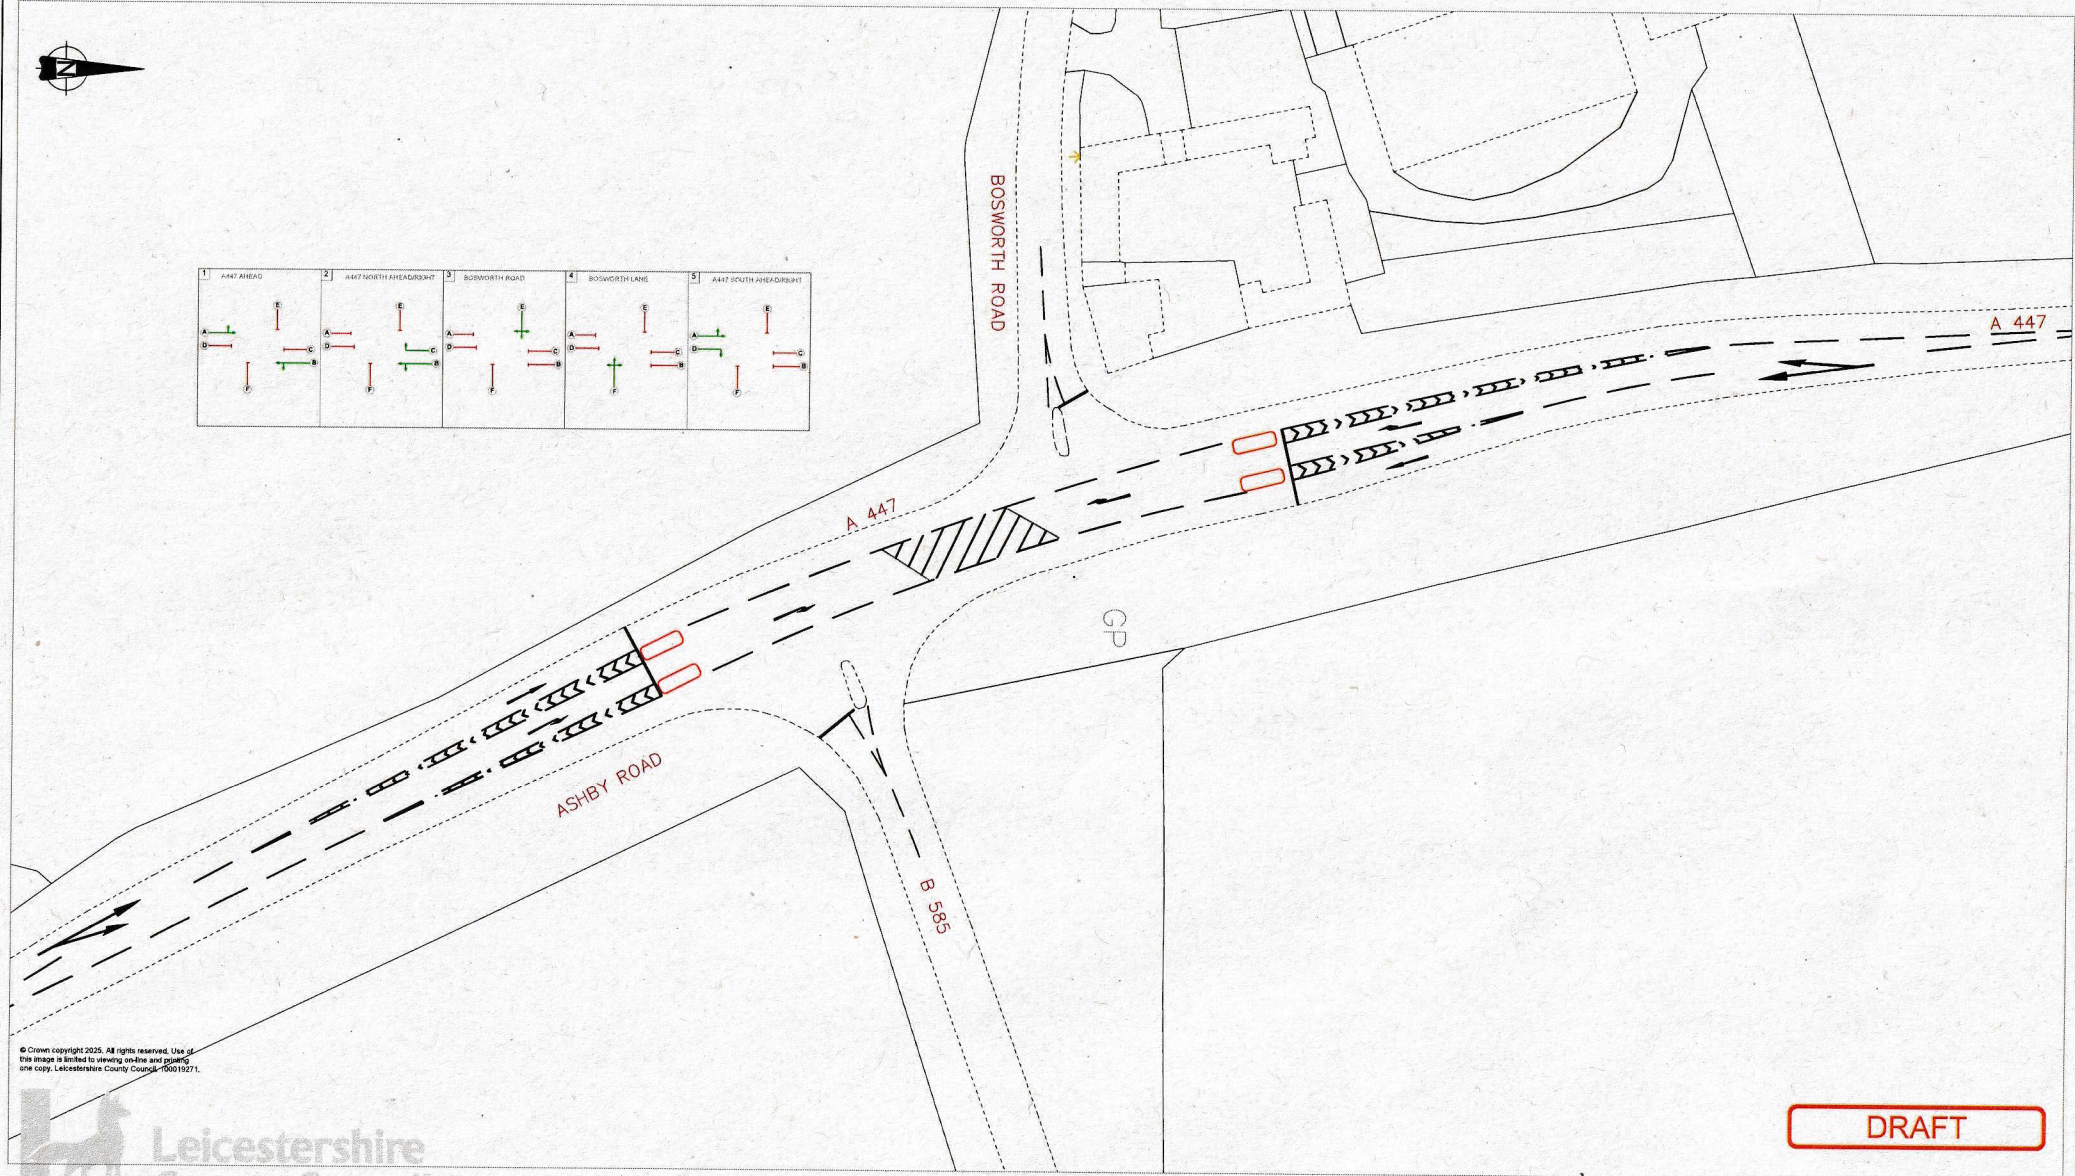 N
1 A447 AHEAD
2 A447 NORTH AHEAD/RIGHT
3 BOSWORTH ROAD
4 BOSWORTH LANE
5 A447 SOUTH AHEAD/RIGHT
E
A
D
C
B
F
E
A
D
C
B
F
E
A
D
C
B
F
E
A
D
C
B
F
E
A
D
C
B
F
BOSWORTH ROAD
A 447
A 447
GP
ASHBY ROAD
B 585
© Crown copyright 2025. All rights reserved. Use of
this image is limited to viewing on-line and printing
one copy. Leicestershire County Council. 100019271.
Leicestershire
DRAFT